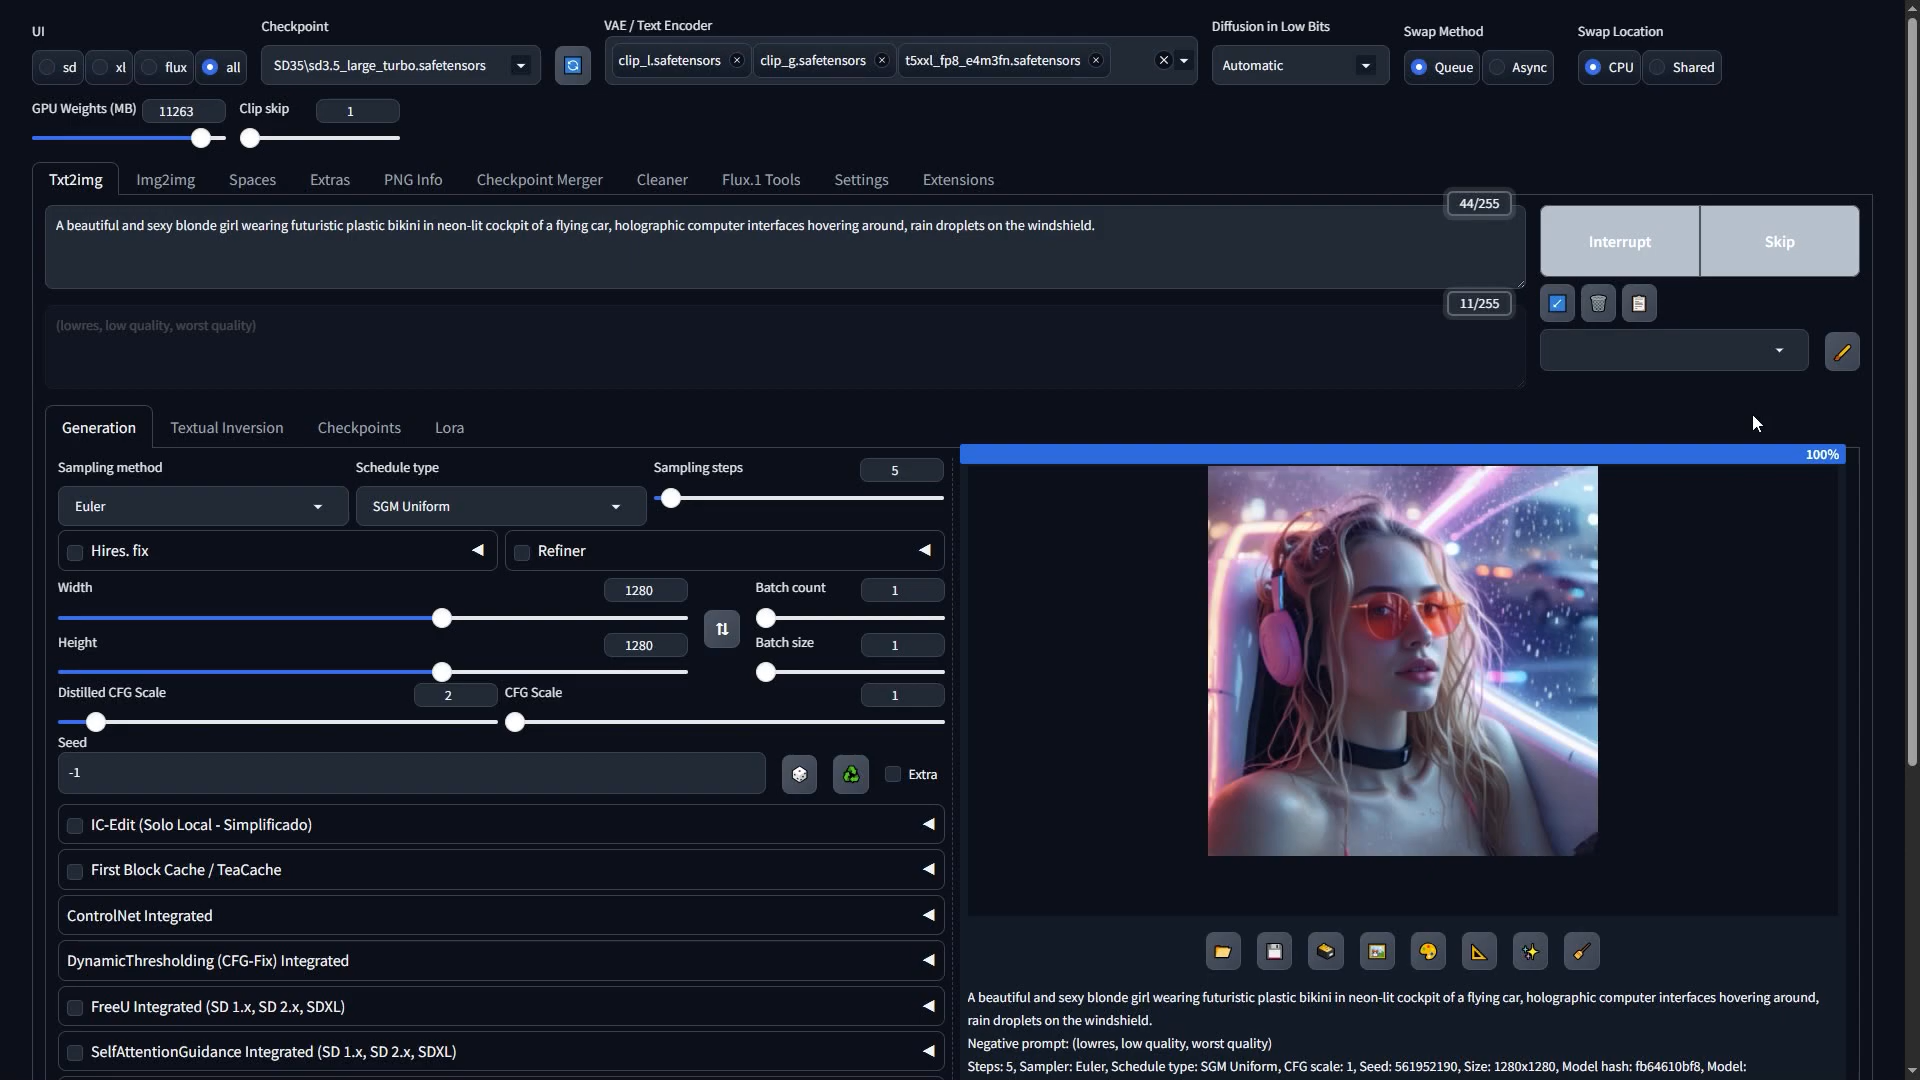 UI
Checkpoint
VAE / Text Encoder
Diffusion in Low Bits
Swap Method
Swap Location
sd
xl
flux
all
SD35\sd3.5_large_turbo.safetensors
clip_l.safetensors
clip_g.safetensors
t5xxl_fp8_e4m3fn.safetensors
Automatic
Queue
Async
CPU
Shared
GPU Weights (MB)
11263
Clip skip
1
Txt2img
Img2img
Spaces
Extras
PNG Info
Checkpoint Merger
Cleaner
Flux.1 Tools
Settings
Extensions
44/255
A beautiful and sexy blonde girl wearing futuristic plastic bikini in neon-lit cockpit of a flying car, holographic computer interfaces hovering around, rain droplets on the windshield.
Interrupt
Skip
11/255
(lowres, low quality, worst quality)
Generation
Textual Inversion
Checkpoints
Lora
100%
Sampling method
Schedule type
Sampling steps
5
Euler
SGM Uniform
Hires. fix
Refiner
Width
1280
Batch count
1
Height
1280
Batch size
1
Distilled CFG Scale
2
CFG Scale
1
Seed
-1
Extra
IC-Edit (Solo Local - Simplificado)
First Block Cache / TeaCache
ControlNet Integrated
DynamicThresholding (CFG-Fix) Integrated
FreeU Integrated (SD 1.x, SD 2.x, SDXL)
SelfAttentionGuidance Integrated (SD 1.x, SD 2.x, SDXL)
A beautiful and sexy blonde girl wearing futuristic plastic bikini in neon-lit cockpit of a flying car, holographic computer interfaces hovering around,
rain droplets on the windshield.
Negative prompt: (lowres, low quality, worst quality)
Steps: 5, Sampler: Euler, Schedule type: SGM Uniform, CFG scale: 1, Seed: 561952190, Size: 1280x1280, Model hash: fb64610bf8, Model: